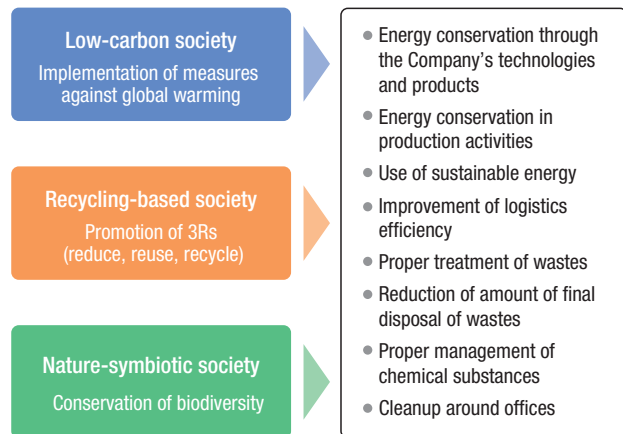 Low-carbon society
Implementation of measures
against global warming
Recycling-based society
Promotion of 3Rs
(reduce, reuse, recycle)
Nature-symbiotic society
Conservation of biodiversity
● Energy conservation through
the Company’s technologies
and products
● Energy conservation in
production activities
● Use of sustainable energy
● Improvement of logistics
efficiency
● Proper treatment of wastes
● Reduction of amount of final
disposal of wastes
● Proper management of
chemical substances
● Cleanup around offices